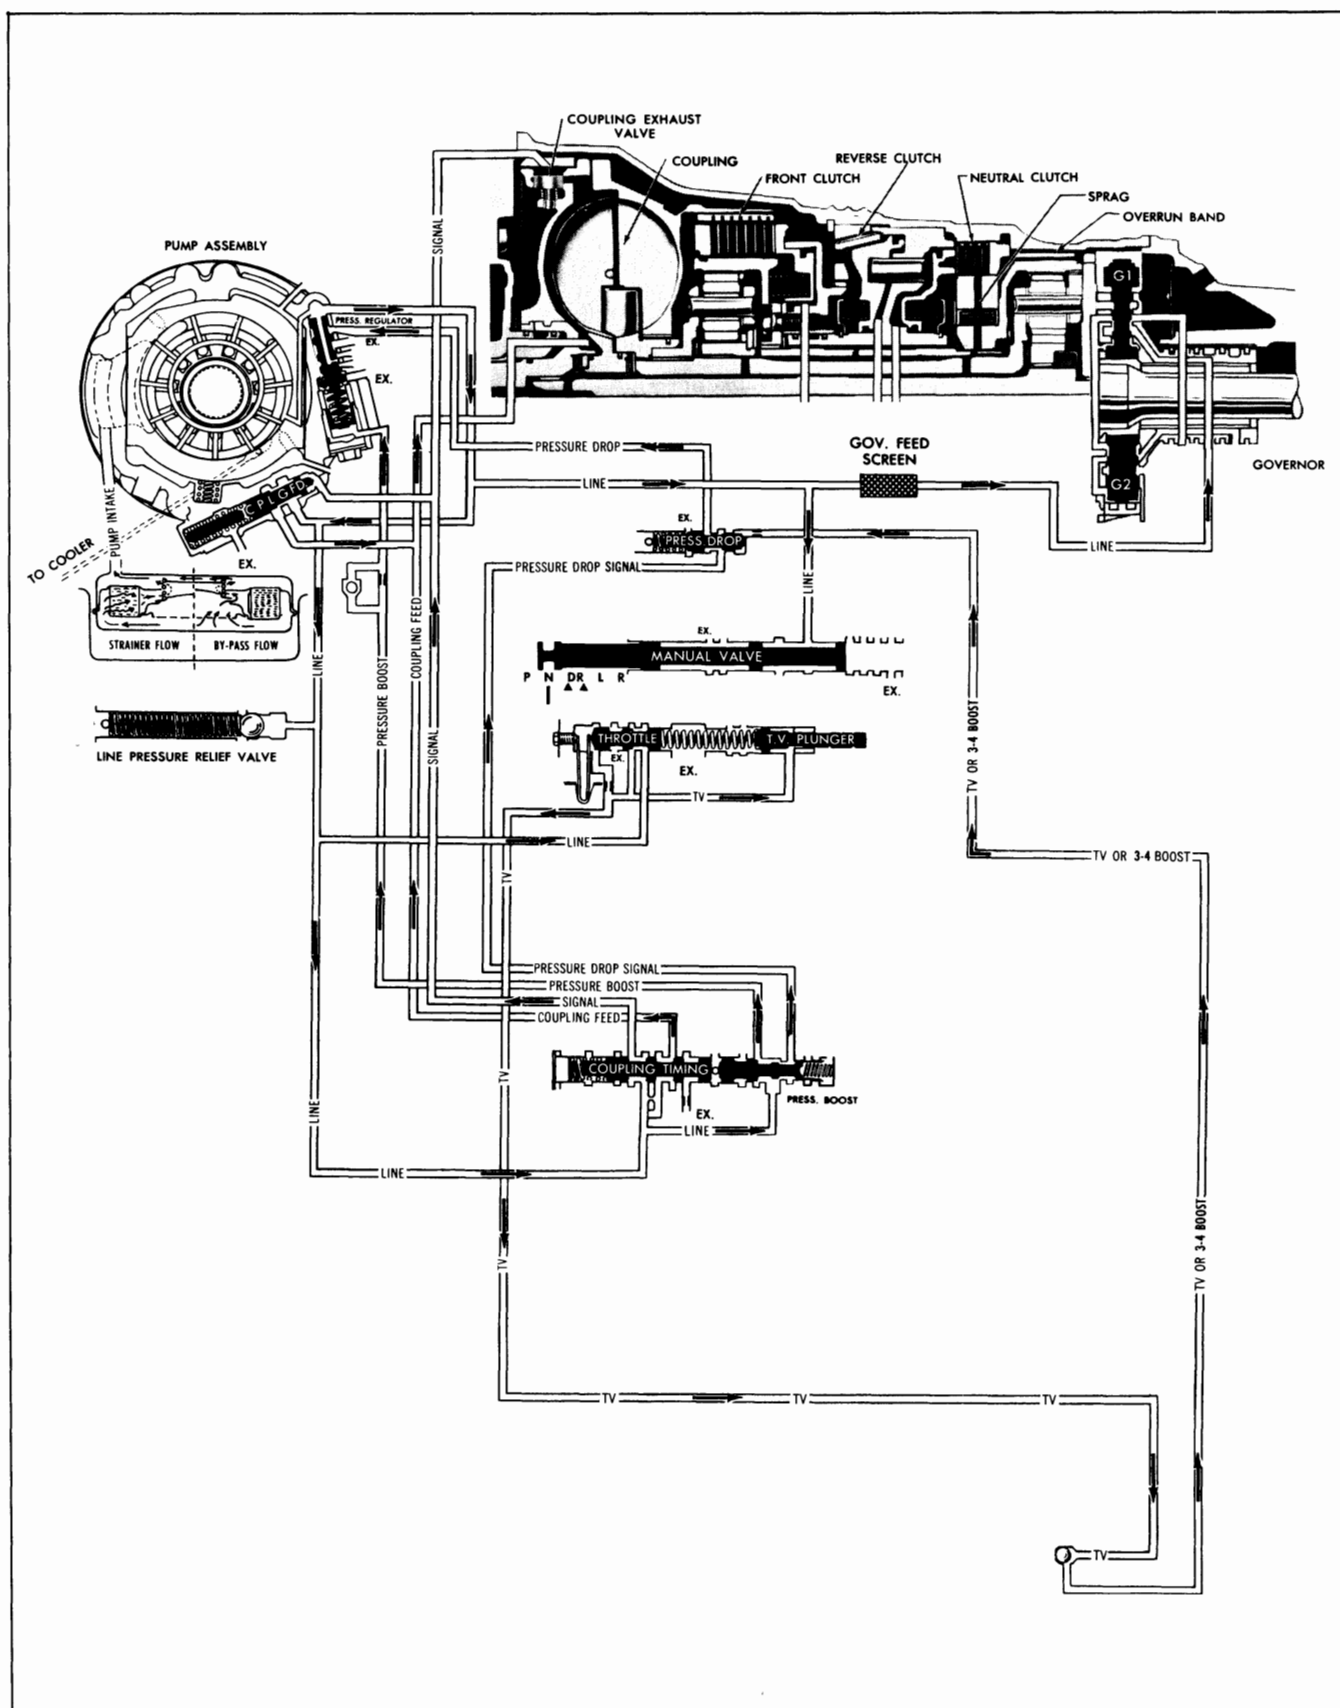 COUPLING EXHAUST
VALVE
COUPLING
REVERSE CLUTCH
FRONT CLUTCH
NEUTRAL CLUTCH
SPRAG
OVERRUN BAND
PUMP ASSEMBLY
SIGNAL
G1
PRESS. REGULATOR
EX.
EX.
PRESSURE DROP
GOV. FEED
SCREEN
GOVERNOR
LINE
G2
C P L G F D
PUMP INTAKE
EX.
PRESS DROP
LINE
TO COOLER
EX.
PRESSURE DROP SIGNAL
LINE
STRAINER FLOW
BY-PASS FLOW
LINE
COUPLING FEED
EX.
MANUAL VALVE
P N DR L R
EX.
PRESSURE BOOST
SIGNAL
TV OR 3-4 BOOST
LINE PRESSURE RELIEF VALVE
THROTTLE
T.V. PLUNGER
EX.
EX.
TV
LINE
TV
TV OR 3-4 BOOST
PRESSURE DROP SIGNAL
PRESSURE BOOST
SIGNAL
COUPLING FEED
COUPLING TIMING
TV
PRESS. BOOST
EX.
LINE
LINE
LINE
TV
TV OR 3-4 BOOST
TV
TV
TV
TV